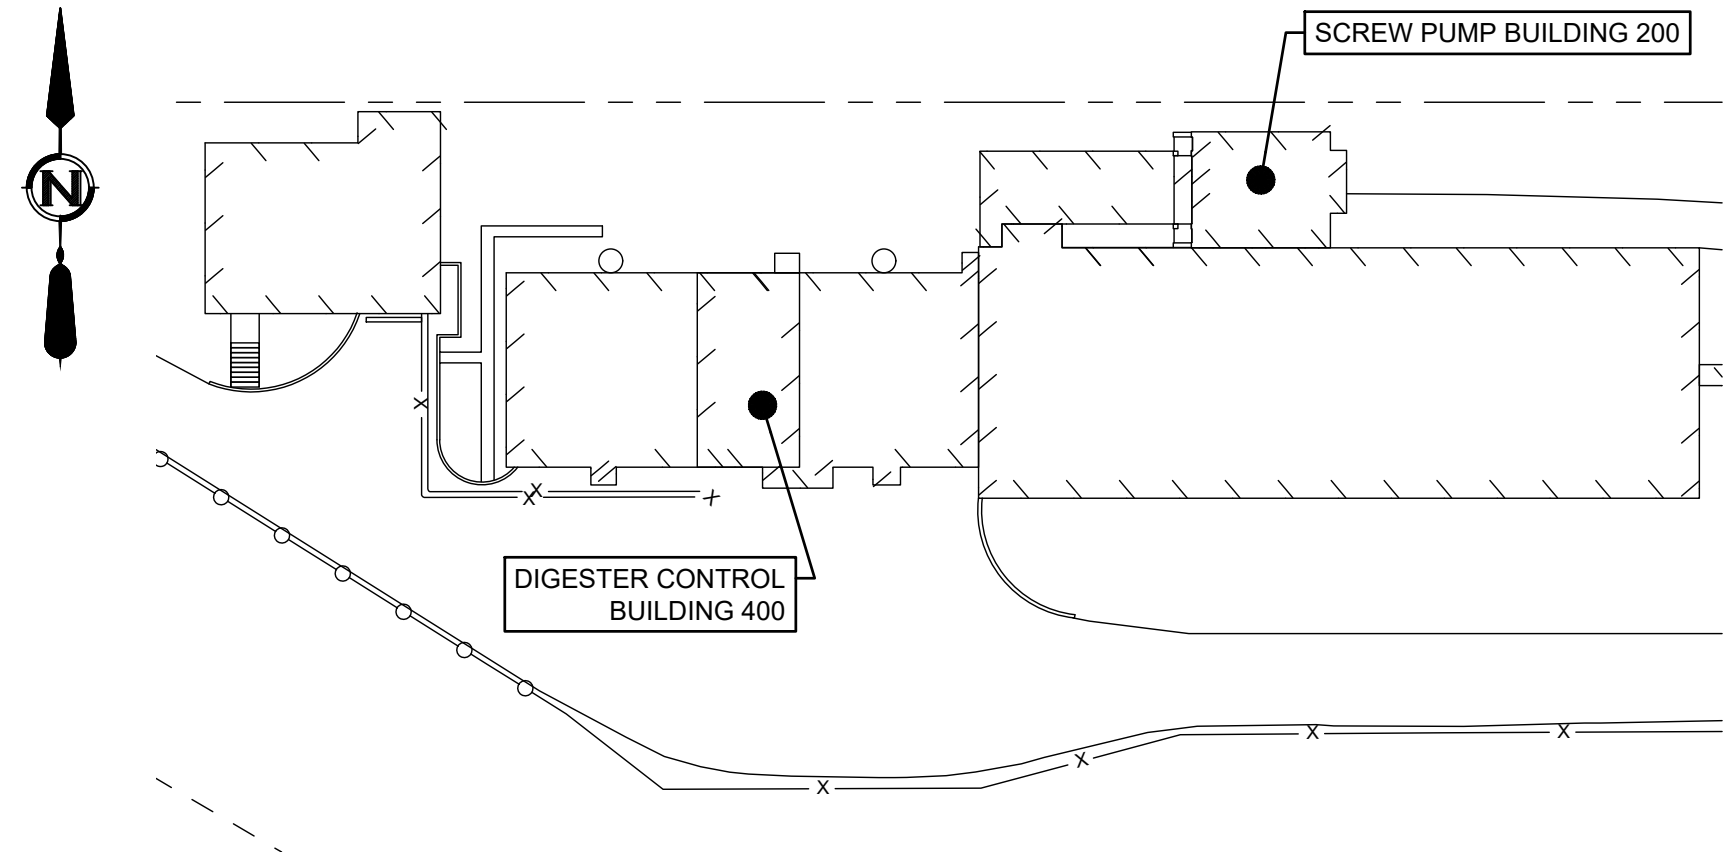 SCREW PUMP BUILDING 200
N
X
X
X
X
DIGESTER CONTROL
BUILDING 400
X
X
X
X